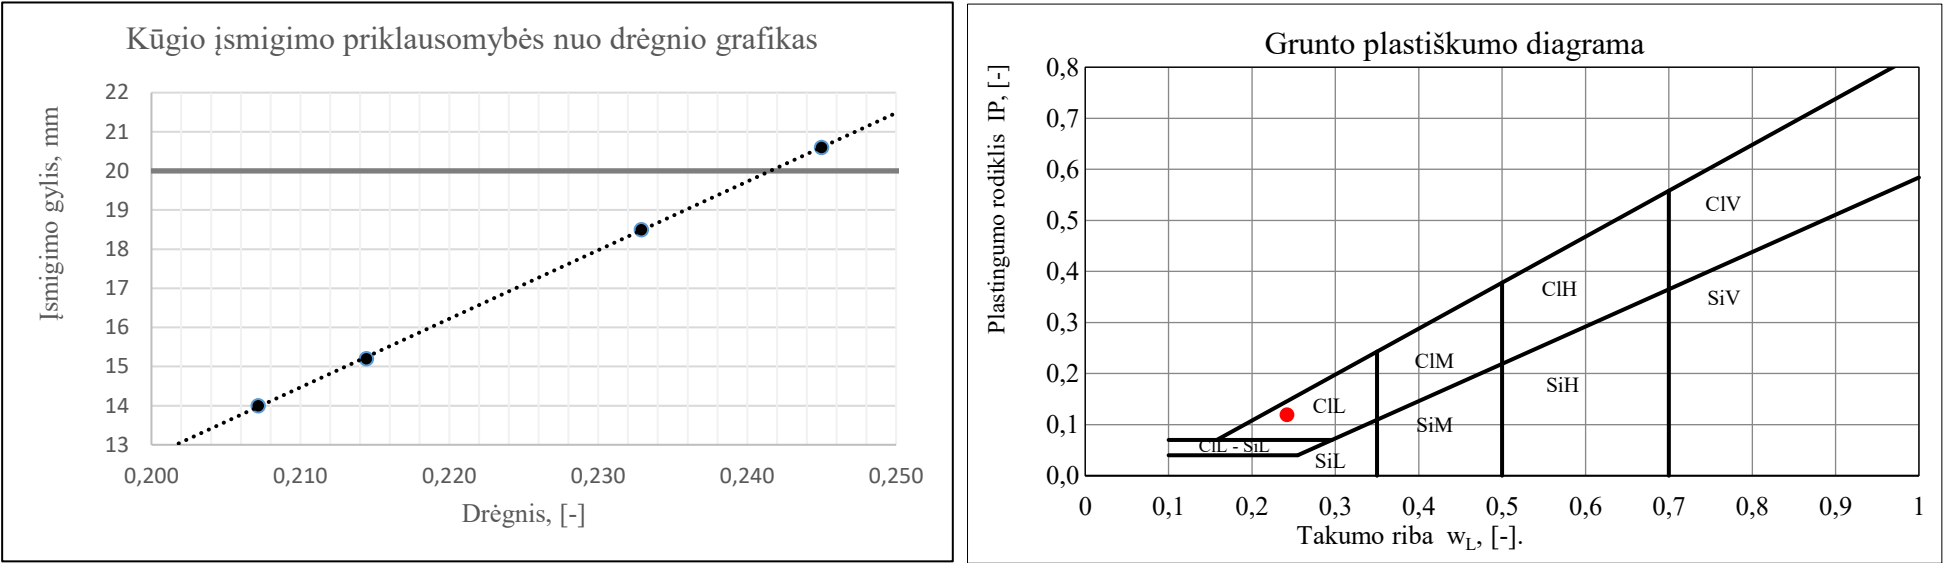 Kūgio įsmigimo priklausomybės nuo drėgnio grafikas
Įsmigimo gylis, mm
22
21
20
19
18
17
16
15
14
13
0,200 0,210 0,220 0,230 0,240 0,250
Drėgnis, [-]
Grunto plastiškumo diagrama
Plastingumo rodiklis IP, [-]
0,8
0,7
0,6
0,5
0,4
0,3
0,2
0,1
0,0
ClV
ClH
SiV
ClM
SiH
ClL
SiM
ClL - SiL
SiL
0 0,1 0,2 0,3 0,4 0,5 0,6 0,7 0,8 0,9 1
Takumo riba wL, [-].